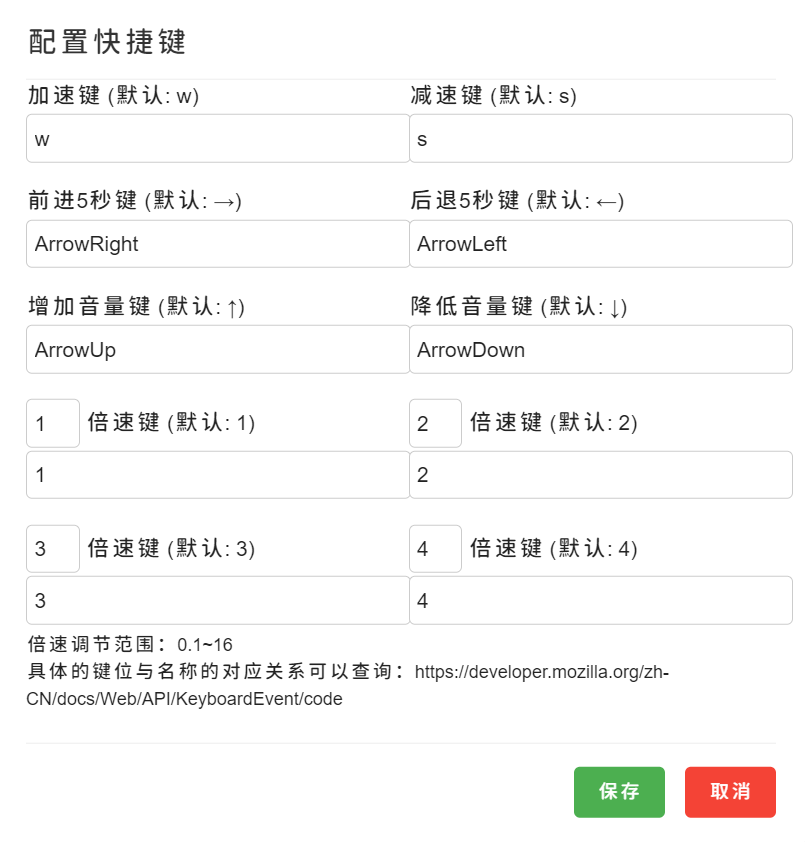 配置快捷键
加速键 (默认: w) 减速键 (默认: s)
w s
前进5秒键 (默认: →) 后退5秒键 (默认: ←)
ArrowRight ArrowLeft
增加音量键 (默认: ↑) 降低音量键 (默认: ↓)
ArrowUp ArrowDown
1 倍速键 (默认: 1) 2 倍速键 (默认: 2)
1 2
3 倍速键 (默认: 3) 4 倍速键 (默认: 4)
3 4
倍速调节范围：0.1~16
具体的键位与名称的对应关系可以查询：https://developer.mozilla.org/zh-
CN/docs/Web/API/KeyboardEvent/code
保存 取消